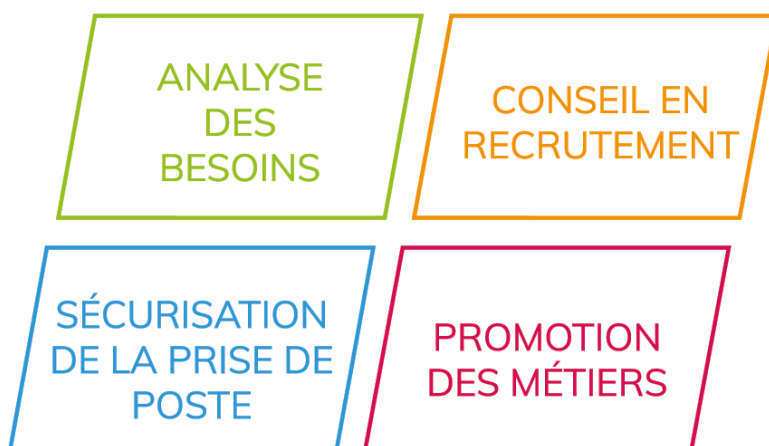 ANALYSE
DES
BESOINS
CONSEIL EN
RECRUTEMENT
SÉCURISATION
DE LA PRISE DE
POSTE
PROMOTION
DES MÉTIERS